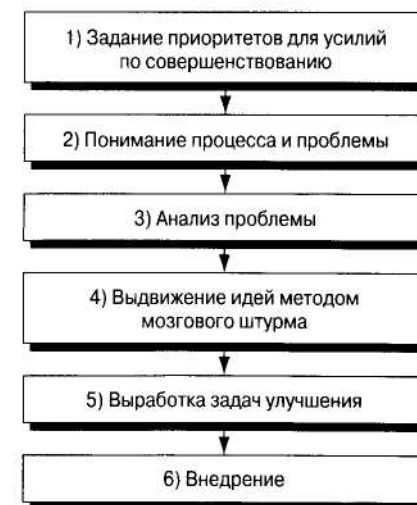 1) Задание приоритетов для усилий
по совершенствованию
2) Понимание процесса и проблемы
3) Анализ проблемы
4) Выдвижение идей методом
мозгового штурма
5) Выработка задач улучшения
6) Внедрение